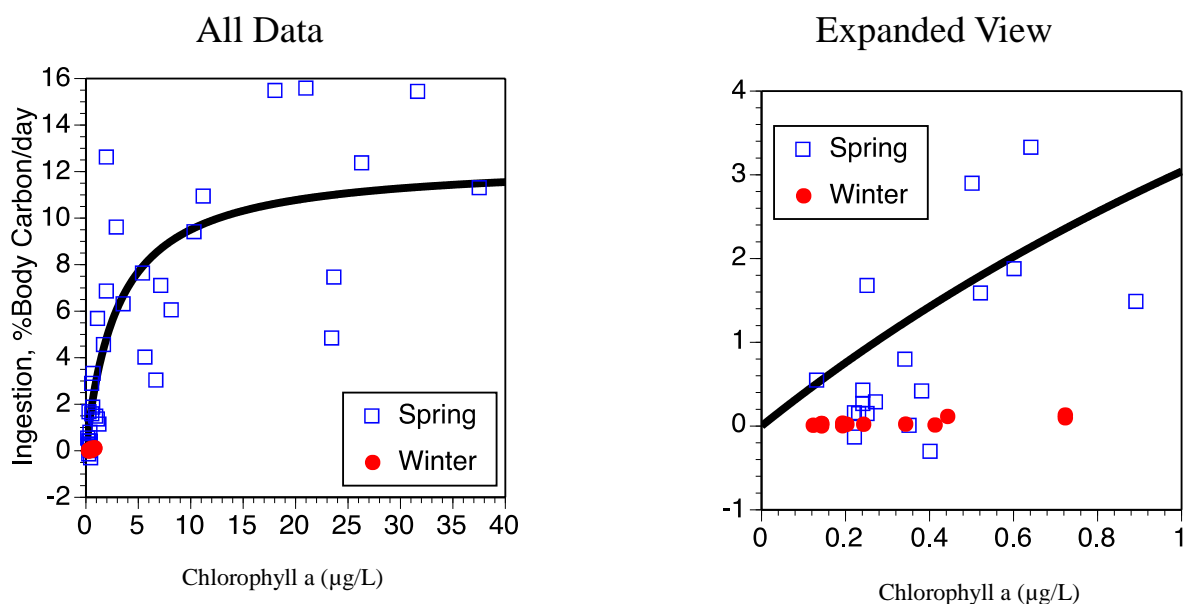 All Data
Ingestion, %Body Carbon/day
16
14
12
10
8
6
4
2
0
-2
0 5 10 15 20 25 30 35 40
Spring
Winter
Chlorophyll a (µg/L)
Expanded View
4
3
2
1
0
-1
0 0.2 0.4 0.6 0.8 1
Spring
Winter
Chlorophyll a (µg/L)